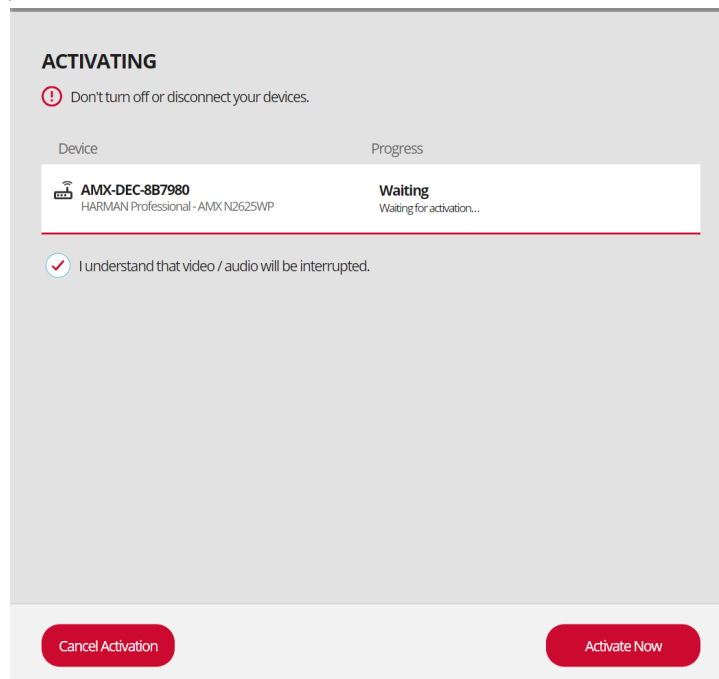 ACTIVATING
Don't turn off or disconnect your devices.
Device Progress
AMX-DEC-8B7980 Waiting
HARMAN Professional - AMX N2625WP Waiting for activation...
I understand that video / audio will be interrupted.
Cancel Activation Activate Now